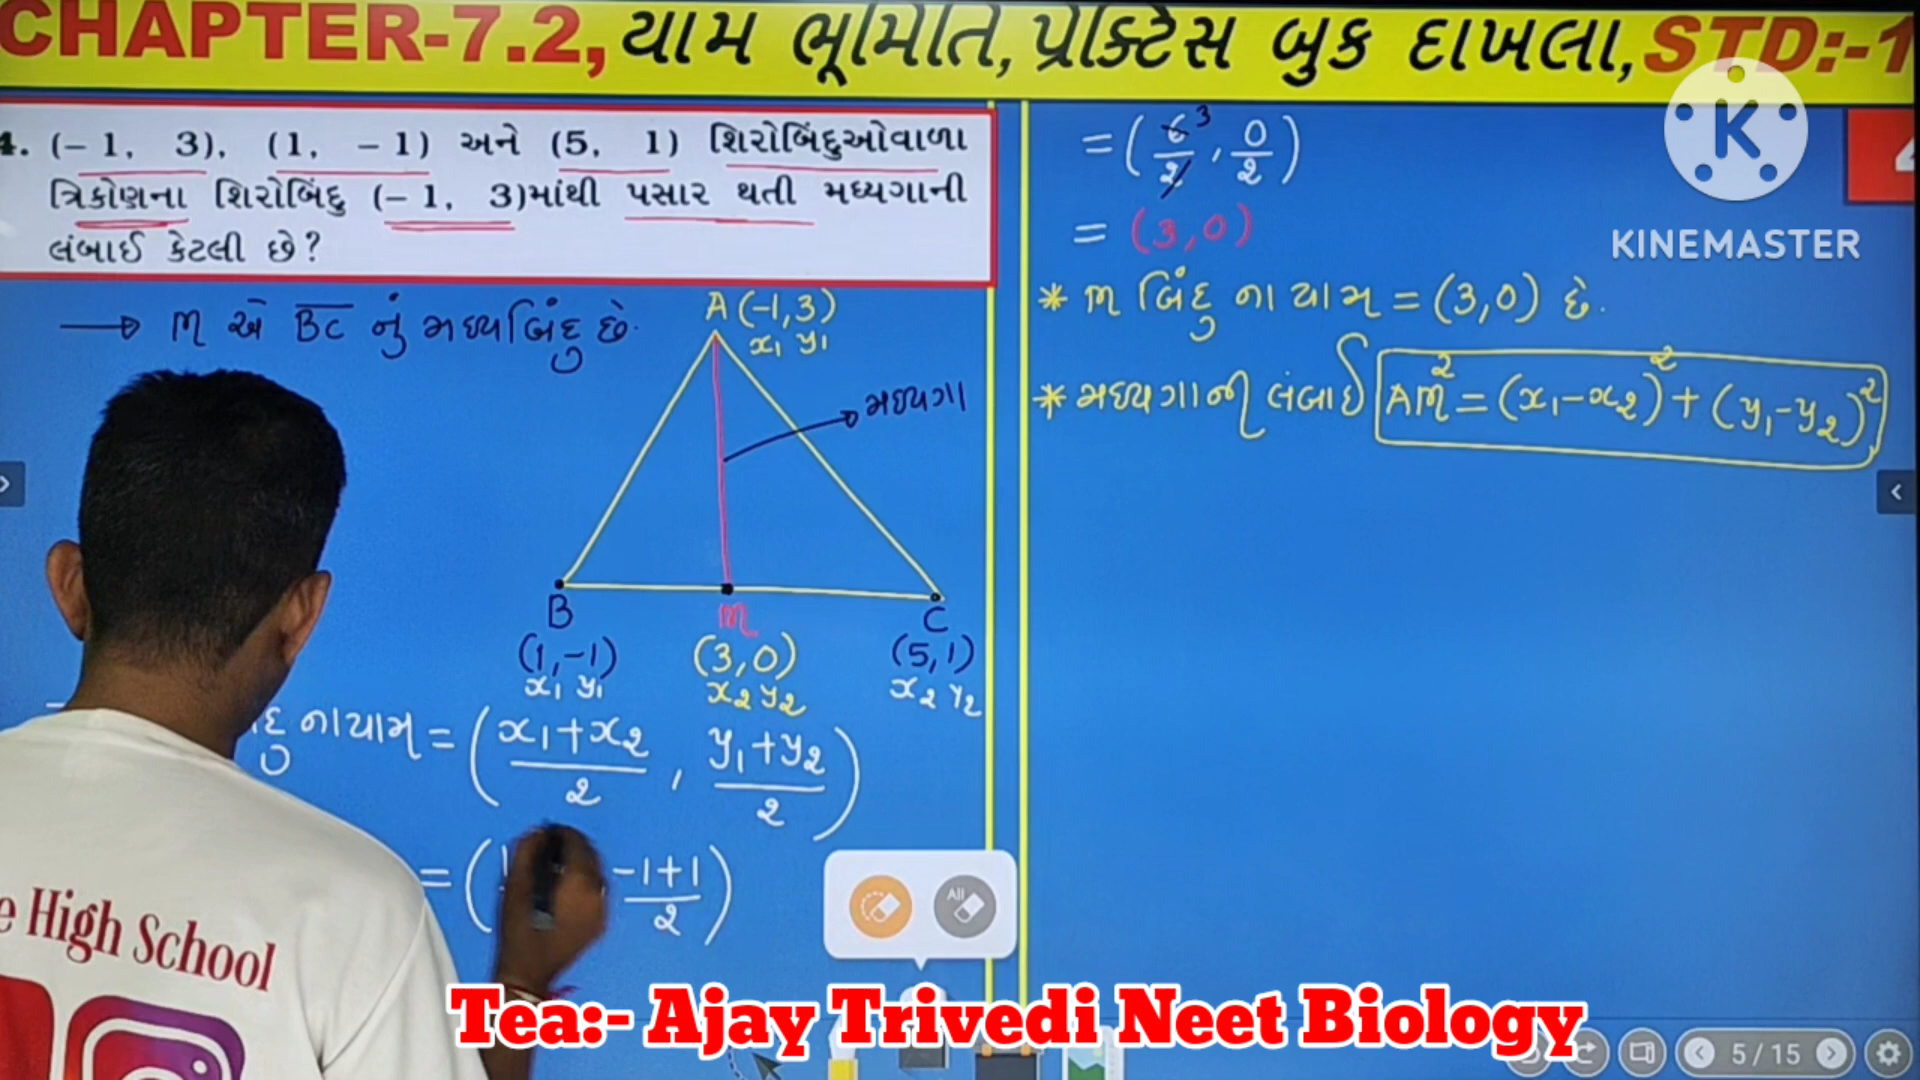 CHAPTER-7.2, યામ ભૂમિતિ, પ્રેક્ટિસ બુક દાખલા, STD:-1
4. (– 1, 3), (1, – 1) અને (5, 1) શિરોબિંદુઓવાળા
ત્રિકોણના શિરોબિંદુ (– 1, 3)માંથી પસાર થતી મધ્યગાની
લંબાઈ કેટલી છે?
M એ BC નું મધ્યબિંદુ છે.
A (-1,3)
x₁ y₁
મધ્યગા
B M C
(1,-1) (3,0) (5,1)
x₁ y₁ x₂ y₂ x₂ y₂
ના યામ = (x₁+x₂/2 , y₁+y₂/2)
-1+1/2)
= (6/2 3, 0/2)
= (3,0)
* M બિંદુ ના યામ = (3,0) છે.
* મધ્યગાની લંબાઈ AM² = (x₁-x₂)² + (y₁-y₂)²
KINEMASTER
e High School
All
Tea:- Ajay Trivedi Neet Biology
5 / 15